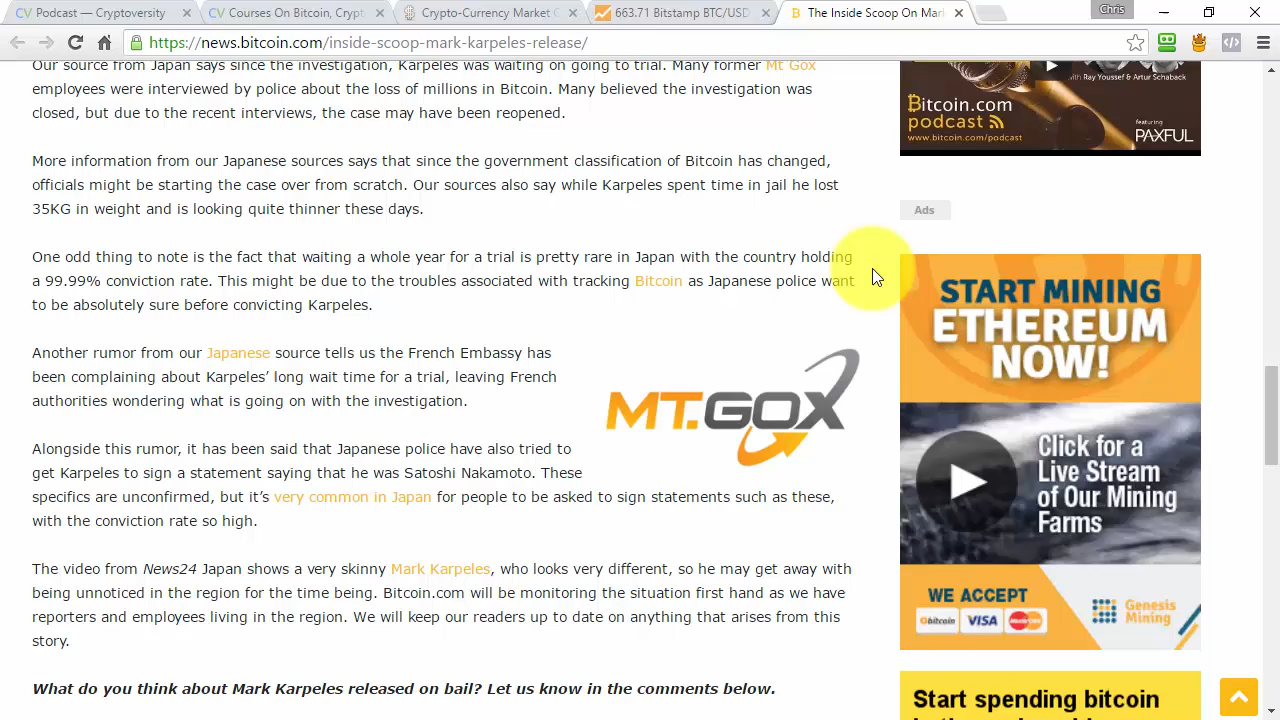 CV Podcast — Cryptoversity
CV Courses On Bitcoin, Crypt
Crypto-Currency Market C
663.71 Bitstamp BTC/USD
The Inside Scoop On Mar
Chris
https://news.bitcoin.com/inside-scoop-mark-karpeles-release/
Our source from Japan says since the investigation, Karpeles was waiting on going to trial. Many former Mt Gox
employees were interviewed by police about the loss of millions in Bitcoin. Many believed the investigation was
closed, but due to the recent interviews, the case may have been reopened.
More information from our Japanese sources says that since the government classification of Bitcoin has changed,
officials might be starting the case over from scratch. Our sources also say while Karpeles spent time in jail he lost
35KG in weight and is looking quite thinner these days.
One odd thing to note is the fact that waiting a whole year for a trial is pretty rare in Japan with the country holding
a 99.99% conviction rate. This might be due to the troubles associated with tracking Bitcoin as Japanese police want
to be absolutely sure before convicting Karpeles.
Another rumor from our Japanese source tells us the French Embassy has
been complaining about Karpeles’ long wait time for a trial, leaving French
authorities wondering what is going on with the investigation.
MT.GOX
Alongside this rumor, it has been said that Japanese police have also tried to
get Karpeles to sign a statement saying that he was Satoshi Nakamoto. These
specifics are unconfirmed, but it’s very common in Japan for people to be asked to sign statements such as these,
with the conviction rate so high.
The video from News24 Japan shows a very skinny Mark Karpeles, who looks very different, so he may get away with
being unnoticed in the region for the time being. Bitcoin.com will be monitoring the situation first hand as we have
reporters and employees living in the region. We will keep our readers up to date on anything that arises from this
story.
What do you think about Mark Karpeles released on bail? Let us know in the comments below.
with Ray Youssef & Artur Schaback
Bitcoin.com
podcast
www.bitcoin.com/podcast
featuring
PAXFUL
Ads
START MINING
ETHEREUM
NOW!
Click for a
Live Stream
of Our Mining
Farms
WE ACCEPT
bitcoin
VISA
Genesis
Mining
Start spending bitcoin